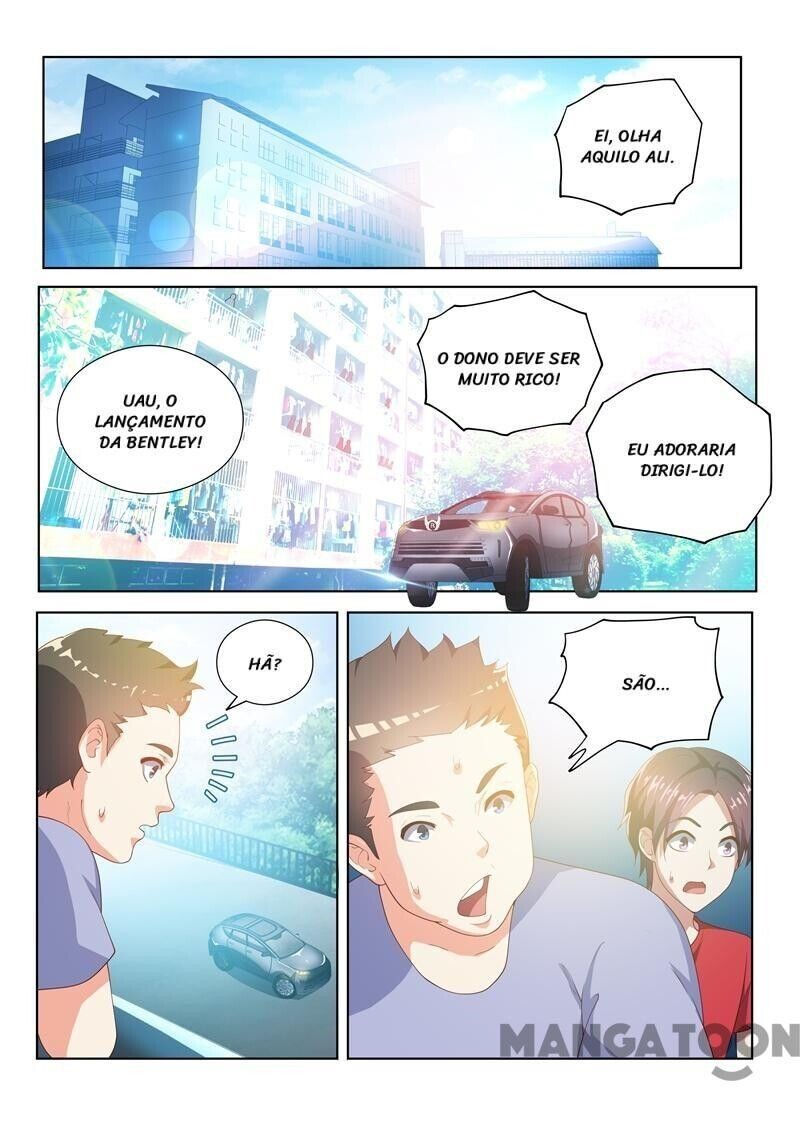 EI, OLHA
AQUILO ALI.
O DONO DEVE SER
MUITO RICO!
UAU, O
LANÇAMENTO
DA BENTLEY!
EU ADORARIA
DIRIGI-LO!
HÃ?
SÃO...
MANGATOON